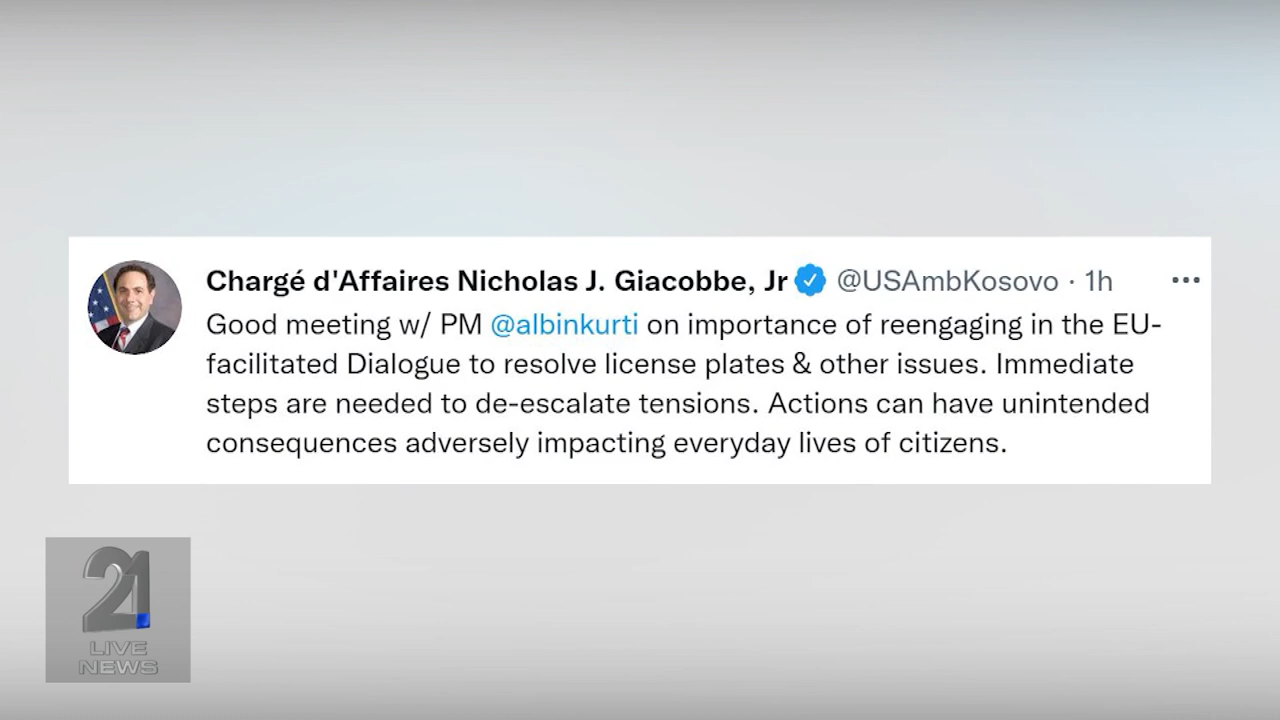 Chargé d'Affaires Nicholas J. Giacobbe, Jr @USAmbKosovo · 1h
Good meeting w/ PM @albinkurti on importance of reengaging in the EU-
facilitated Dialogue to resolve license plates & other issues. Immediate
steps are needed to de-escalate tensions. Actions can have unintended
consequences adversely impacting everyday lives of citizens.
21
LIVE
NEWS